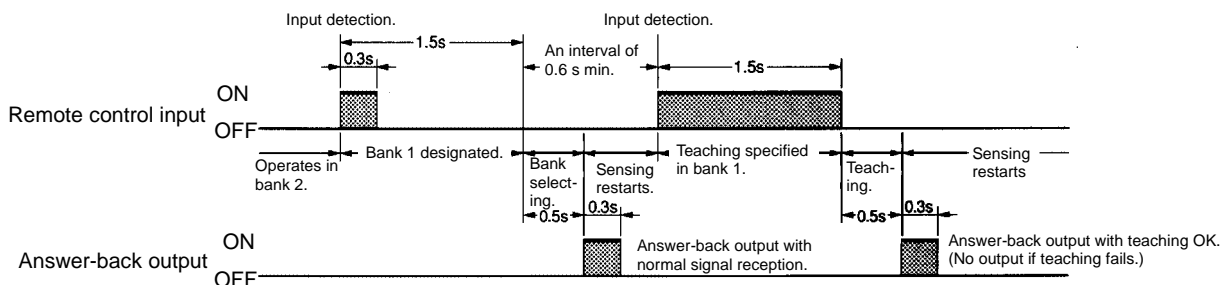 Input detection.
Input detection.
1.5s
An interval of
0.6 s min.
0.3s
1.5s
Remote control input
ON
OFF
Operates in
bank 2.
Bank 1 designated.
Bank
select-
ing.
Sensing
restarts.
Teaching specified
in bank 1.
Teach-
ing.
Sensing
restarts
0.5s
0.3s
0.5s
0.3s
Answer-back output
ON
OFF
Answer-back output with
normal signal reception.
Answer-back output with teaching OK.
(No output if teaching fails.)